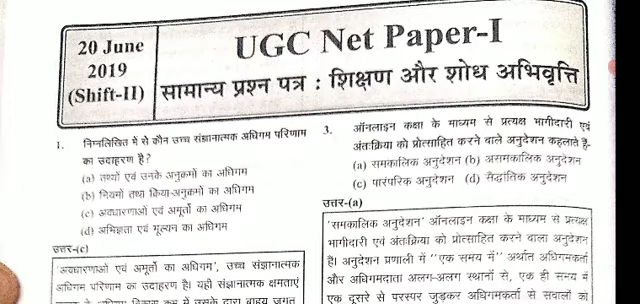 20 June
2019
(Shift-II)
UGC Net Paper-I
सामान्य प्रश्न पत्र : शिक्षण और शोध अभिवृत्ति
1. निम्नलिखित में से कौन उच्च संज्ञानात्मक अधिगम परिणाम
का उदाहरण है?
(a) तथ्यों एवं उनके अनुक्रमों का अधिगम
(b) नियमों तथा क्रिया-अनुक्रमों का अधिगम
(c) अवधारणाओं एवं अमूर्तों का अधिगम
(d) अभिज्ञता एवं मूल्यन का अधिगम
उत्तर-(c)
'अवधारणाओं एवं अमूर्तों का अधिगम', उच्च संज्ञानात्मक
अधिगम परिणाम का उदाहरण है। यही संज्ञानात्मक क्षमताएं
के विकास क्रम में उसके द्वारा बाह्य जगत
3. ऑनलाइन कक्षा के माध्यम से प्रत्यक्ष भागीदारी एवं
अंतःक्रिया को प्रोत्साहित करने वाले अनुदेशन कहलाते है-
(a) समकालिक अनुदेशन (b) असमकालिक अनुदेशन
(c) पारंपरिक अनुदेशन (d) सैद्धांतिक अनुदेशन
उत्तर-(a)
'समकालिक अनुदेशन' ऑनलाइन कक्षा के माध्यम से प्रत्यक्ष
भागीदारी एवं अंतःक्रिया को प्रोत्साहित करने वाला अनुदेशन
है। अनुदेशन प्रणाली में "एक समय में" अर्थात अधिगमकर्ता
और अधिगमदाता अलग-अलग स्थानों से, एक ही समय में
एक दूसरे से परस्पर जुड़कर अधिगमकर्ता से सवालों को